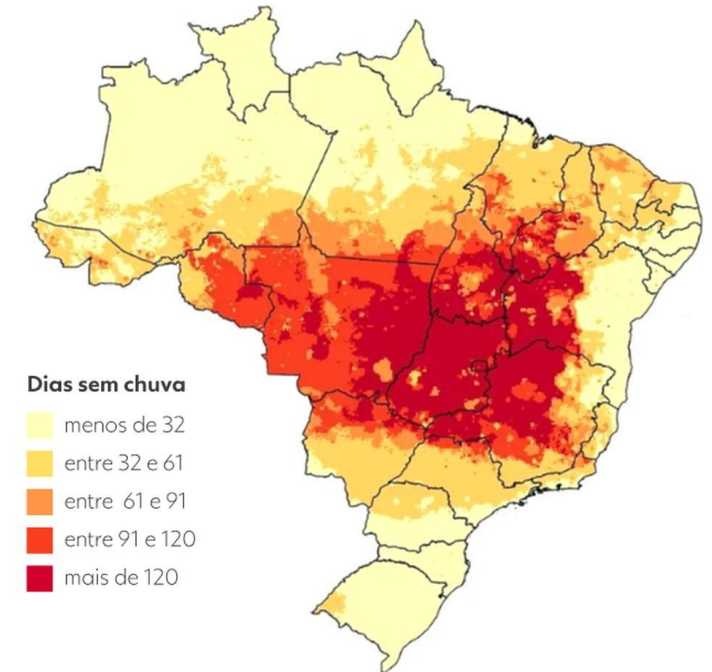 Dias sem chuva
menos de 32
entre 32 e 61
entre 61 e 91
entre 91 e 120
mais de 120